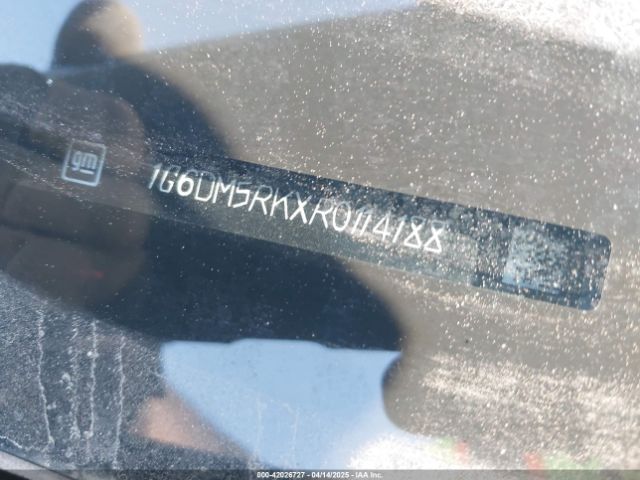 gm
1G6DM5RKXR0114188
000-42026727 - 04/14/2025 - IAA Inc.